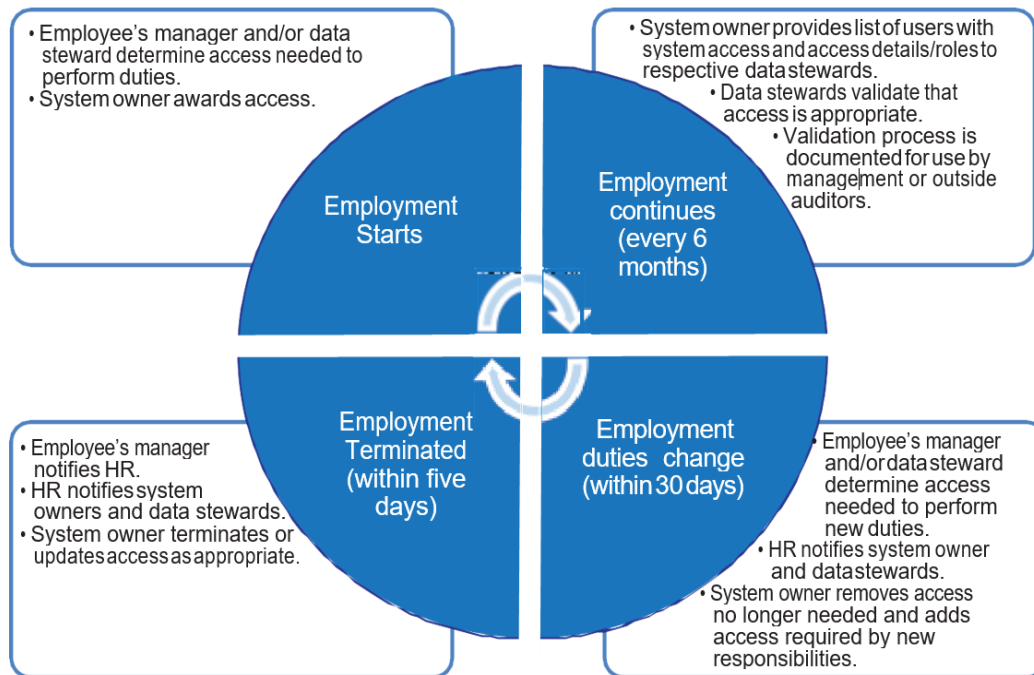 • Employee's manager and/or data
steward determine access needed to
perform duties.
• System owner awards access.
• System owner provides list of users with
system access and access details/roles to
respective data stewards.
• Data stewards validate that
access is appropriate.
• Validation process is
documented for use by
management or outside
auditors.
Employment
Starts
Employment
continues
(every 6
months)
Employment
Terminated
(within five
days)
Employment
duties change
(within 30 days)
• Employee's manager
notifies HR.
• HR notifies system
owners and data stewards.
• System owner terminates or
updates access as appropriate.
• Employee's manager
and/or data steward
determine access
needed to perform
new duties.
• HR notifies system owner
and data stewards.
• System owner removes access
no longer needed and adds
access required by new
responsibilities.